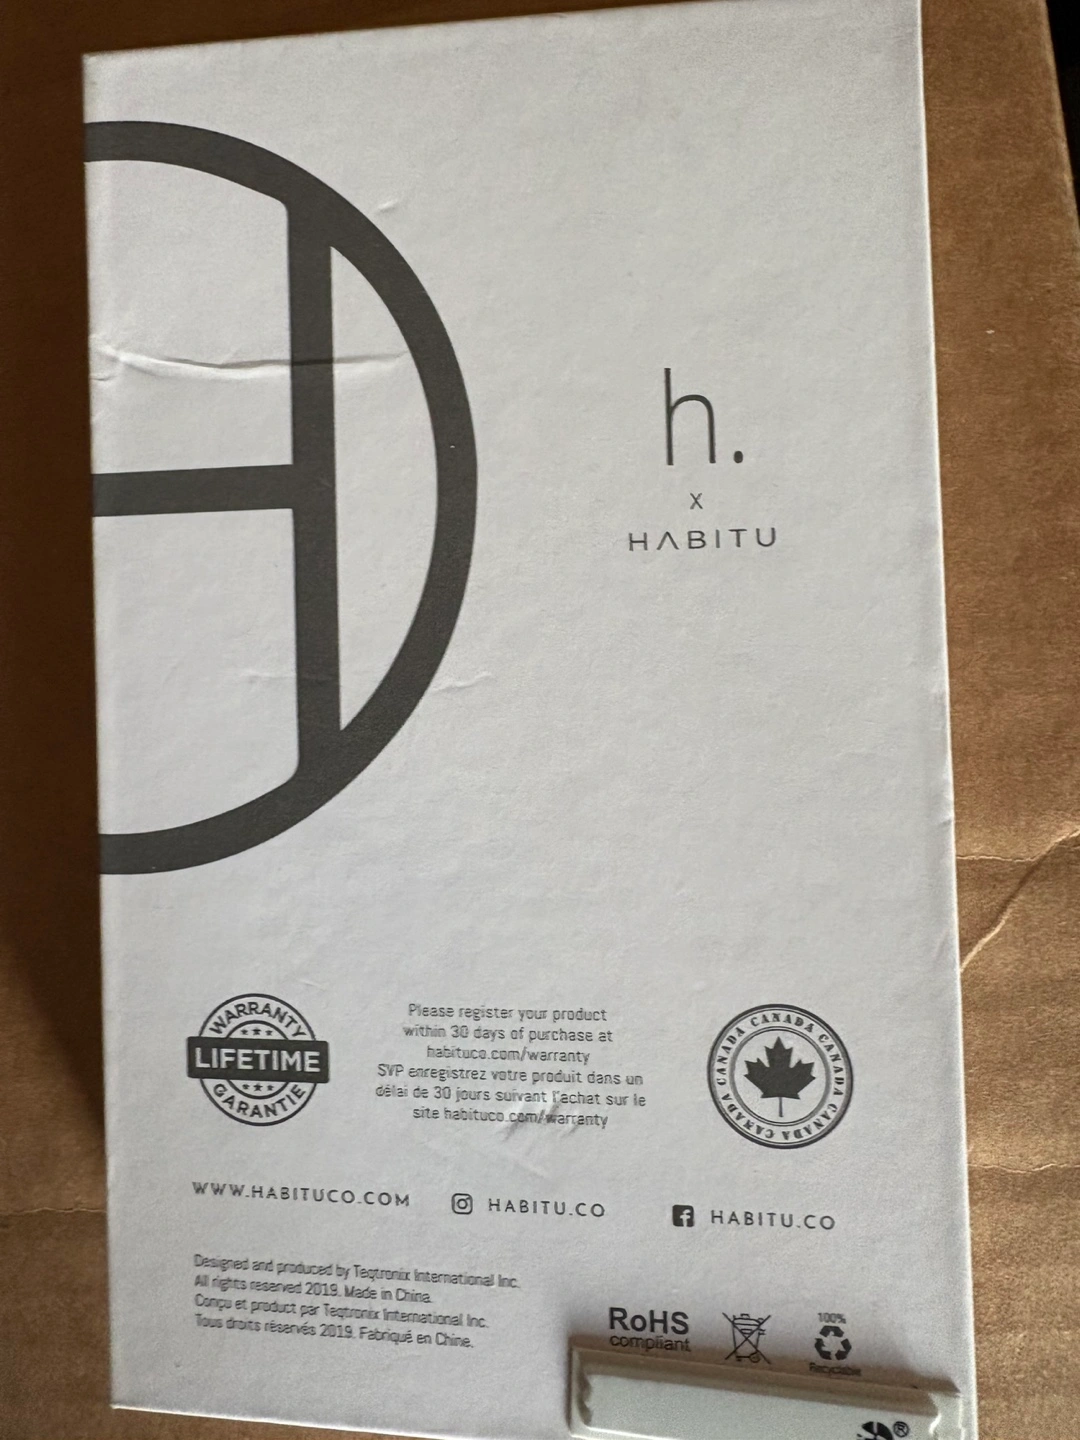 h.
X
HABITU
WARRANTY
LIFETIME
GARANTIE
Please register your product
within 30 days of purchase at
habituco.com/warranty
SVP enregistrez votre produit dans un
délai de 30 jours suivant l'achat sur le
site habituco.com/warranty
CANADA CANADA CANADA CANADA CANADA CANADA
WWW.HABITUCO.COM
HABITU.CO
HABITU.CO
Designed and produced by Teqtronix International Inc.
All rights reserved 2019. Made in China.
Conçu et product par Teqtronix International Inc.
Tous droits réservés 2019. Fabriqué en Chine.
RoHS
compliant
100%
Recyclable
®